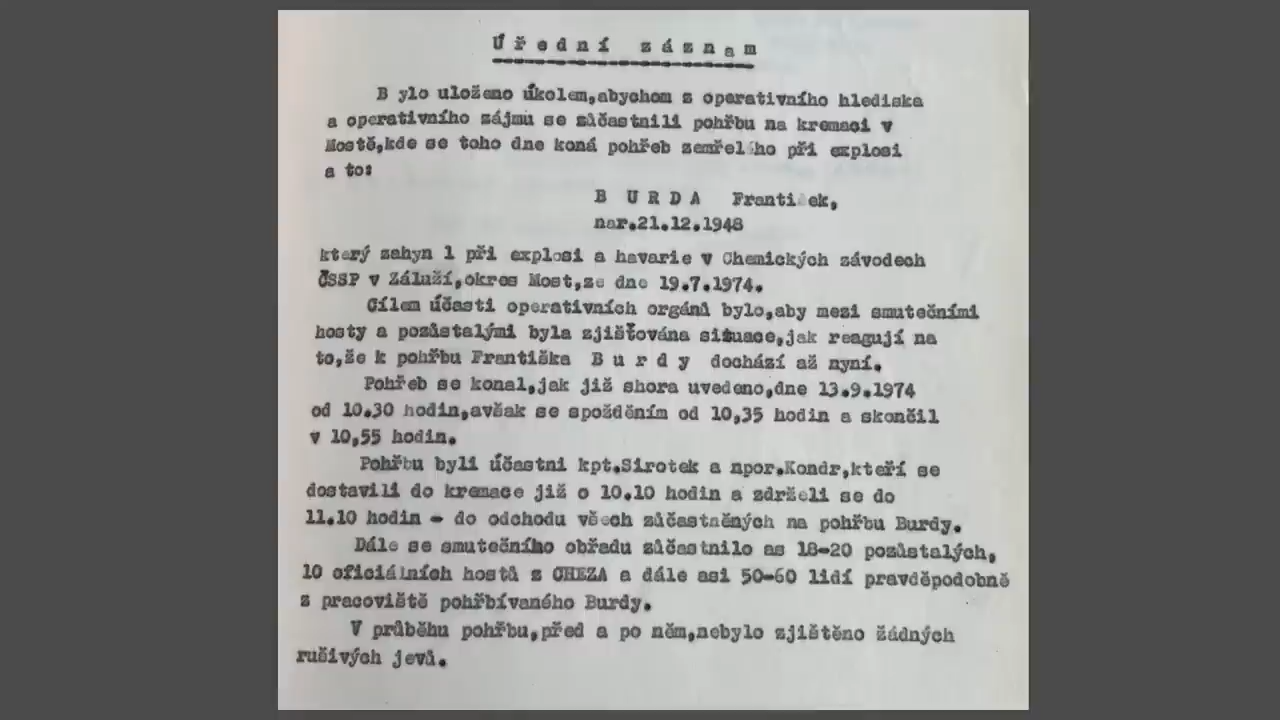 Úřední záznam
Bylo uloženo úkolem,abychom z operativního hlediska
a operativního zájmu se zůčastnili pohřbu na kremaci v
Mostě,kde se toho dne koná pohřeb zemřelého při explosi
a to:
B U R D A František,
nar.21.12.1948
který zahynul při explosi a havarie v Chemických závodech
ČSSP v Záluží,okres Most,ze dne 19.7.1974.
Cílem účasti operativních orgánů bylo,aby mezi smutečními
hosty a pozůstalými byla zjišťována situace,jak reagují na
to,že k pohřbu Františka B u r d y dochází až nyní.
Pohřeb se konal,jak již shora uvedeno,dne 13.9.1974
od 10.30 hodin,avšak se spožděním od 10,35 hodin a skončil
v 10,55 hodin.
Pohřbu byli účastni kpt.Sirotek a npor.Kondr,kteří se
dostavili do kremace již o 10.10 hodin a zdrželi se do
11.10 hodin - do odchodu všech zůčastněných na pohřbu Burdy.
Dále se smutečního obřadu zůčastnilo as 18-20 pozůstalých,
10 oficiálních hostů z CHEZA a dále asi 50-60 lidí pravděpodobně
z pracoviště pohřbívaného Burdy.
V průběhu pohřbu,před a po něm,nebylo zjištěno žádných
rušivých jevů.